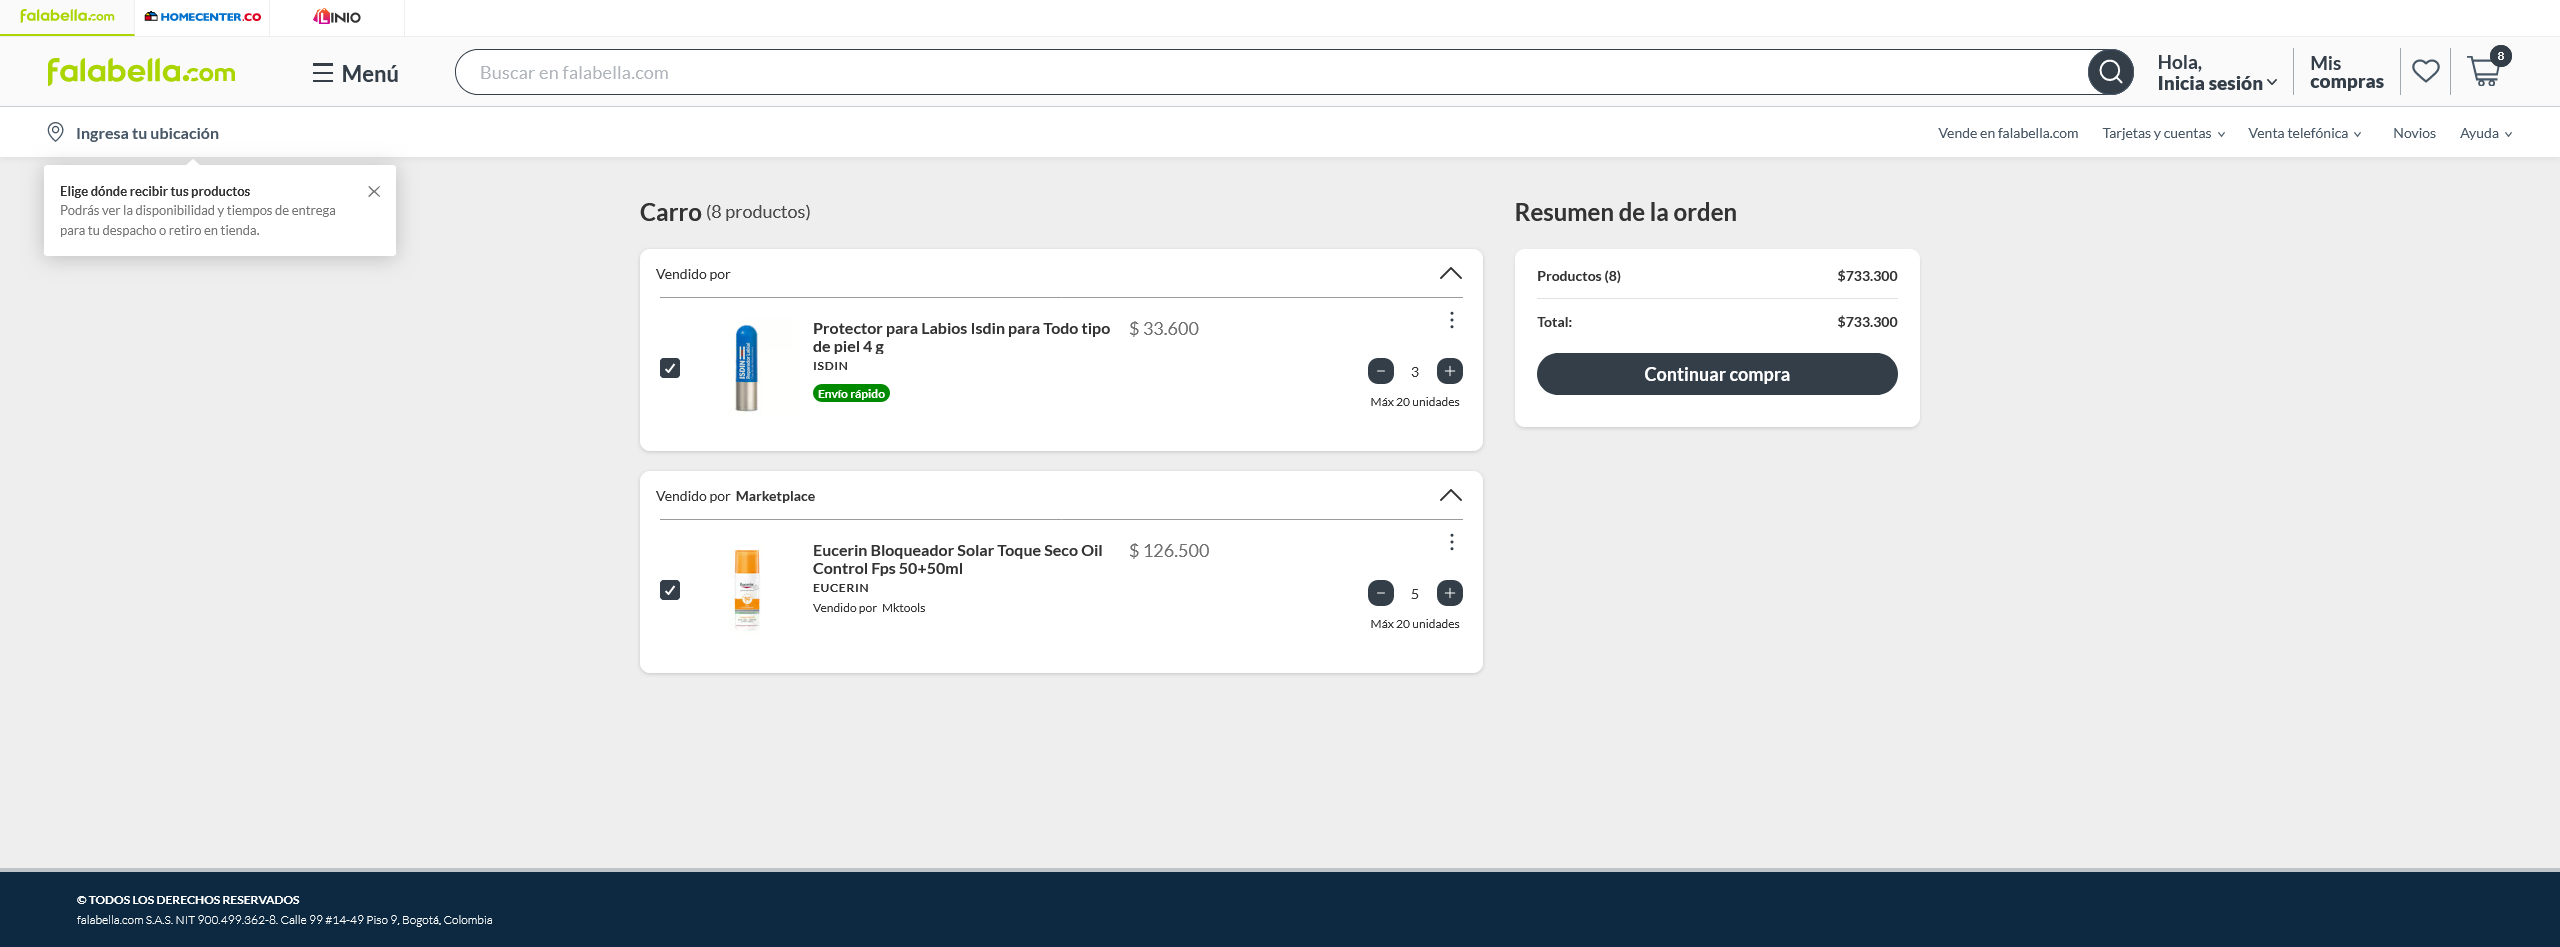 falabella.com
HOMECENTER.CO
LINIO
falabella.com
Menú
Buscar en falabella.com
Hola,
Inicia sesión
Mis
compras
8
Ingresa tu ubicación
Vende en falabella.com
Tarjetas y cuentas
Venta telefónica
Novios
Ayuda
Elige dónde recibir tus productos
Podrás ver la disponibilidad y tiempos de entrega
para tu despacho o retiro en tienda.
Carro (8 productos)
Vendido por
Protector para Labios Isdin para Todo tipo
de piel 4 g
ISDIN
Envío rápido
$ 33.600
3
Máx 20 unidades
ISDIN
Vendido por Marketplace
Eucerin Bloqueador Solar Toque Seco Oil
Control Fps 50+50ml
EUCERIN
Vendido por Mktools
$ 126.500
5
Máx 20 unidades
Eucerin
Resumen de la orden
Productos (8) $733.300
Total: $733.300
Continuar compra
© TODOS LOS DERECHOS RESERVADOS
falabella.com S.A.S. NIT 900.499.362-8. Calle 99 #14-49 Piso 9, Bogotá, Colombia